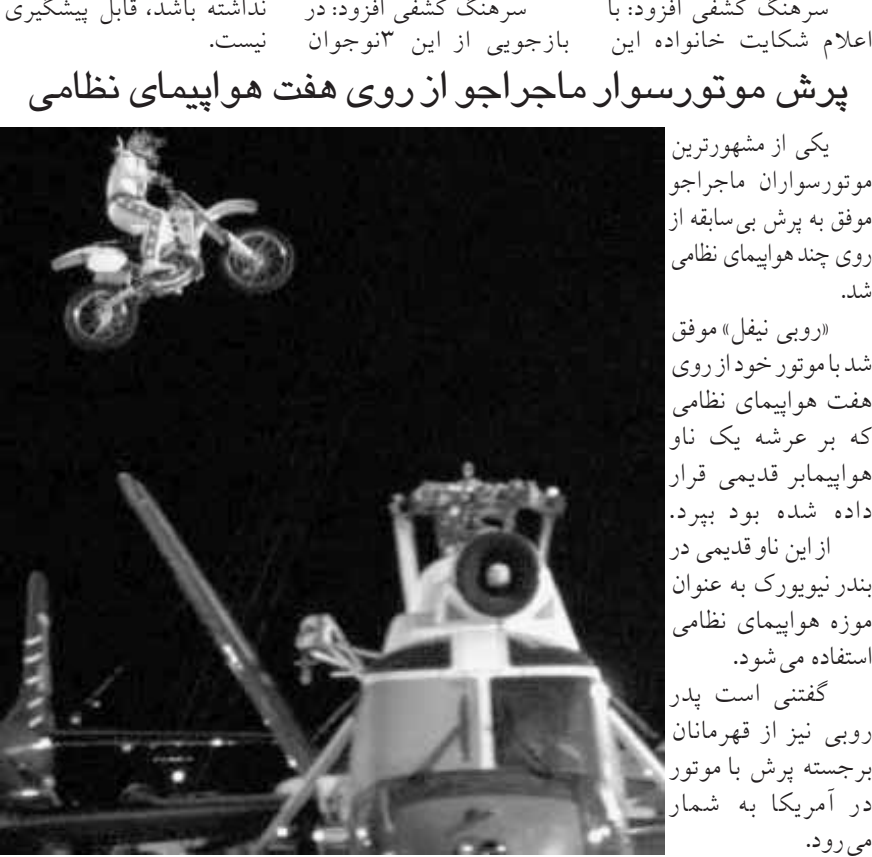 سرهنگ کشفی افزود: با
اعلام شکایت خانواده این
سرهنگ کشفی افزود: در
بازجویی از این ۳نوجوان
نداشته باشد، قابل پیشگیری
نیست.
پرش موتورسوار ماجراجو از روی هفت هواپیمای نظامی
یکی از مشهورترین
موتورسواران ماجراجو
موفق به پرش بی‌سابقه از
روی چند هواپیمای نظامی
شد.
«روبی نیفل» موفق
شد با موتور خود از روی
هفت هواپیمای نظامی
که بر عرشه یک ناو
هواپیمابر قدیمی قرار
داده شده بود بپرد.
از این ناو قدیمی در
بندر نیویورک به عنوان
موزه هواپیمای نظامی
استفاده می‌شود.
گفتنی است پدر
روبی نیز از قهرمانان
برجسته پرش با موتور
در آمریکا به شمار
می‌رود.